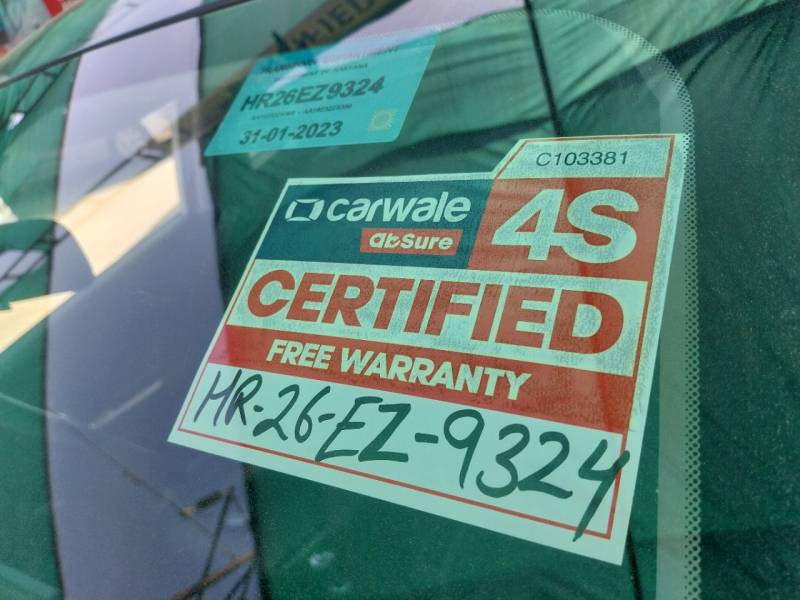 HR26EZ9324
31-01-2023
C103381
carwale
abSure
4S
CERTIFIED
FREE WARRANTY
HR-26-EZ-9324